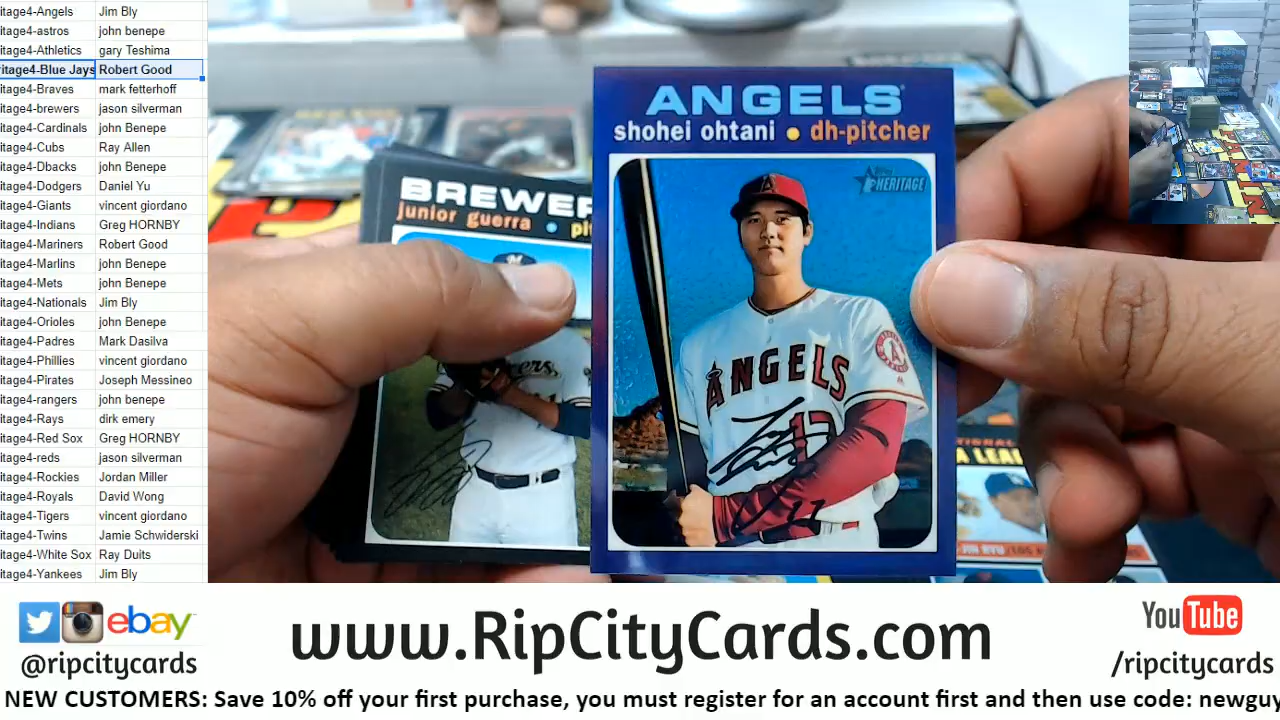 itage4-Angels Jim Bly
itage4-astros john benepe
itage4-Athletics gary Teshima
ritage4-Blue Jays Robert Good
itage4-Braves mark fetterhoff
itage4-brewers jason silverman
itage4-Cardinals john Benepe
itage4-Cubs Ray Allen
itage4-Dbacks john Benepe
itage4-Dodgers Daniel Yu
itage4-Giants vincent giordano
itage4-Indians Greg HORNBY
itage4-Mariners Robert Good
itage4-Marlins john Benepe
itage4-Mets john Benepe
itage4-Nationals Jim Bly
itage4-Orioles john Benepe
itage4-Padres Mark Dasilva
itage4-Phillies vincent giordano
itage4-Pirates Joseph Messineo
itage4-rangers john benepe
itage4-Rays dirk emery
itage4-Red Sox Greg HORNBY
itage4-reds jason silverman
itage4-Rockies Jordan Miller
itage4-Royals David Wong
itage4-Tigers vincent giordano
itage4-Twins Jamie Schwiderski
itage4-White Sox Ray Duits
itage4-Yankees Jim Bly
ANGELS
shohei ohtani • dh-pitcher
Topps
HERITAGE
ANGELS
17
BREWER
junior guerra • pi
A LEA
ebay
@ripcitycards
www.RipCityCards.com
YouTube
/ripcitycards
NEW CUSTOMERS: Save 10% off your first purchase, you must register for an account first and then use code: newguy